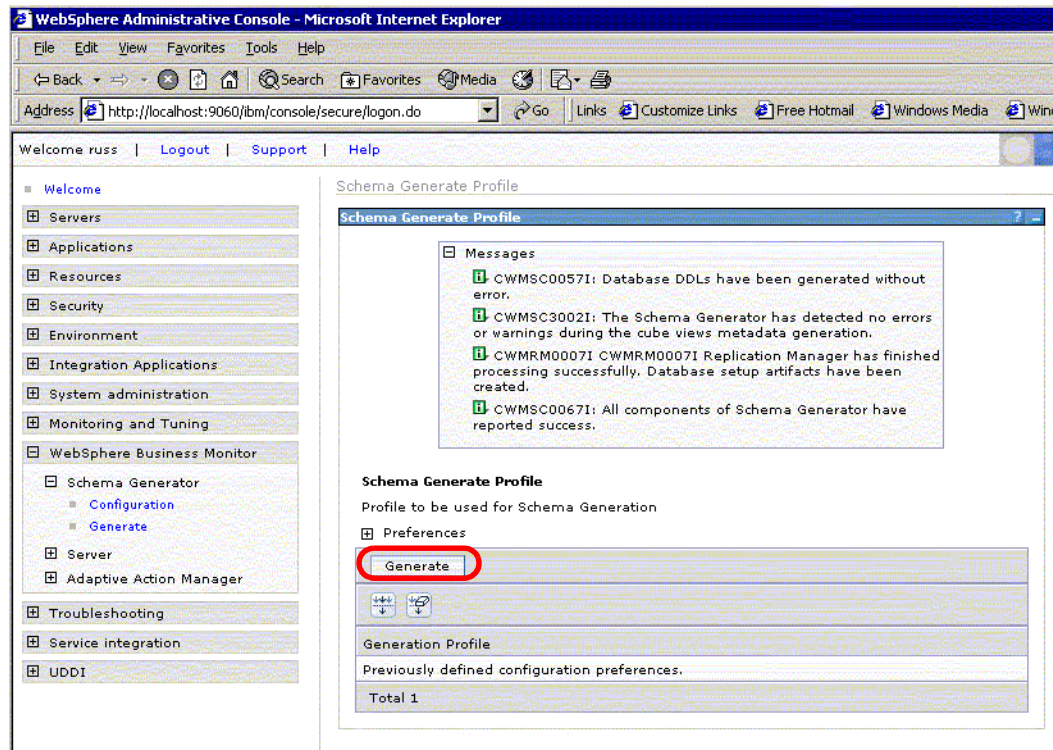 WebSphere Administrative Console - Microsoft Internet Explorer
File Edit View Favorites Tools Help
Back Search Favorites Media
Address http://localhost:9060/ibm/console/secure/logon.do Go Links Customize Links Free Hotmail Windows Media
Welcome russ | Logout | Support | Help
Welcome
Servers
Applications
Resources
Security
Environment
Integration Applications
System administration
Monitoring and Tuning
WebSphere Business Monitor
Schema Generator
Configuration
Generate
Server
Adaptive Action Manager
Troubleshooting
Service integration
UDDI
Schema Generate Profile
Schema Generate Profile ? _
Messages
CWMSC0057I: Database DDLs have been generated without
error.
CWMSC3002I: The Schema Generator has detected no errors
or warnings during the cube views metadata generation.
CWMRM0007I CWMRM0007I Replication Manager has finished
processing successfully. Database setup artifacts have been
created.
CWMSC0067I: All components of Schema Generator have
reported success.
Schema Generate Profile
Profile to be used for Schema Generation
Preferences
Generate
Generation Profile
Previously defined configuration preferences.
Total 1